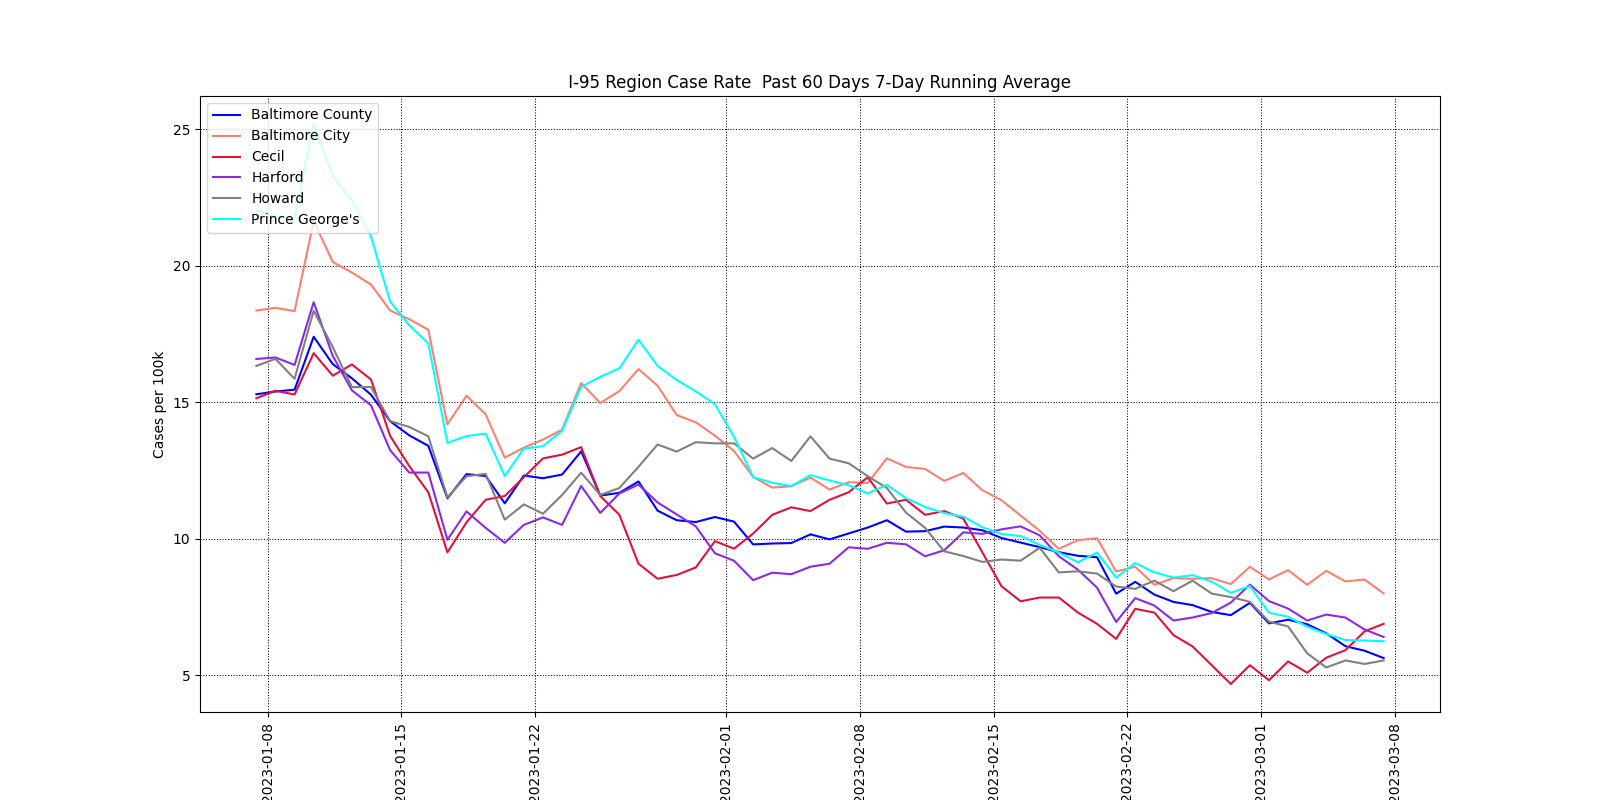 I-95 Region Case Rate  Past 60 Days 7-Day Running Average
Baltimore County
Baltimore City
Cecil
Harford
Howard
Prince George's
Cases per 100k
25
20
15
10
5
2023-01-08
2023-01-15
2023-01-22
2023-02-01
2023-02-08
2023-02-15
2023-02-22
2023-03-01
2023-03-08